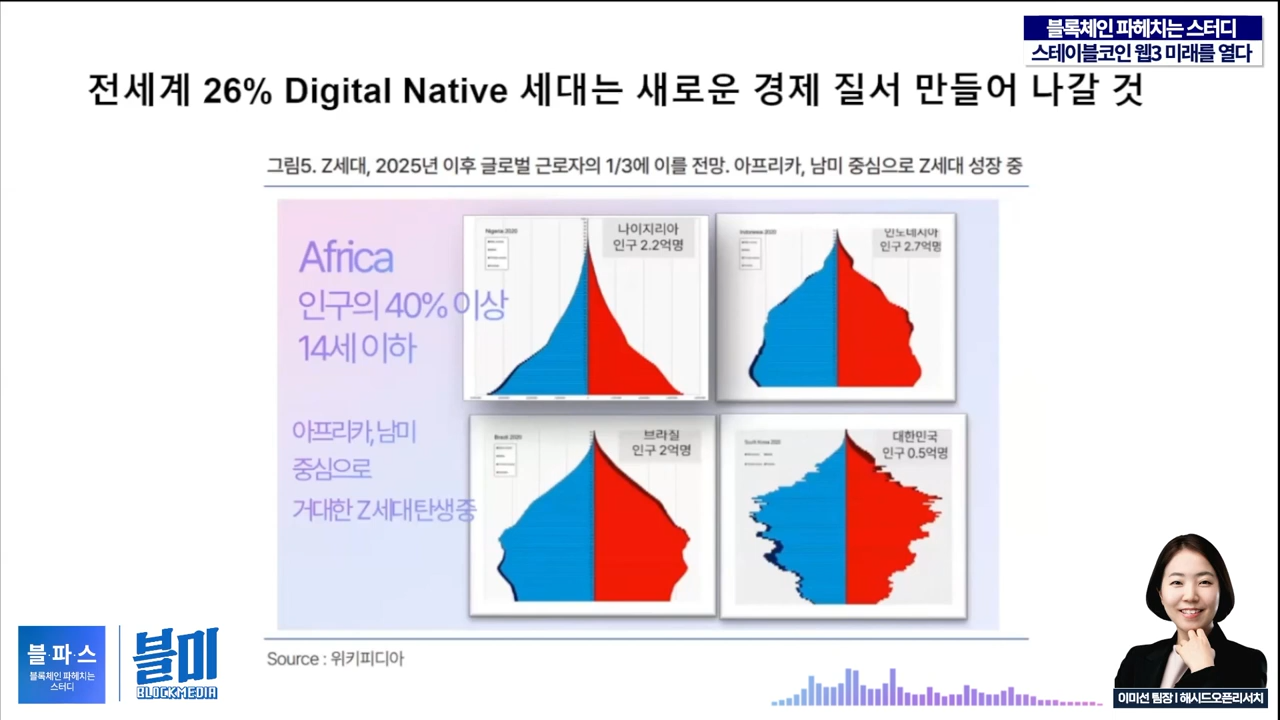 블록체인 파헤치는 스터디
스테이블코인 웹3 미래를 열다
전세계 26% Digital Native 세대는 새로운 경제 질서 만들어 나갈 것
그림5. Z세대, 2025년 이후 글로벌 근로자의 1/3에 이를 전망. 아프리카, 남미 중심으로 Z세대 성장 중
Africa
인구의 40% 이상
14세 이하
아프리카, 남미
중심으로
거대한 Z세대 탄생 중
Nigeria 2020
나이지리아
인구 2.2억명
Indonesia 2020
인도네시아
인구 2.7억명
Brazil 2020
브라질
인구 2억명
South Korea 2020
대한민국
인구 0.5억명
Source : 위키피디아
블·파·스
블록체인 파헤치는
스터디
블미
BLOCKMEDIA
이미선 팀장 | 해시드오픈리서치